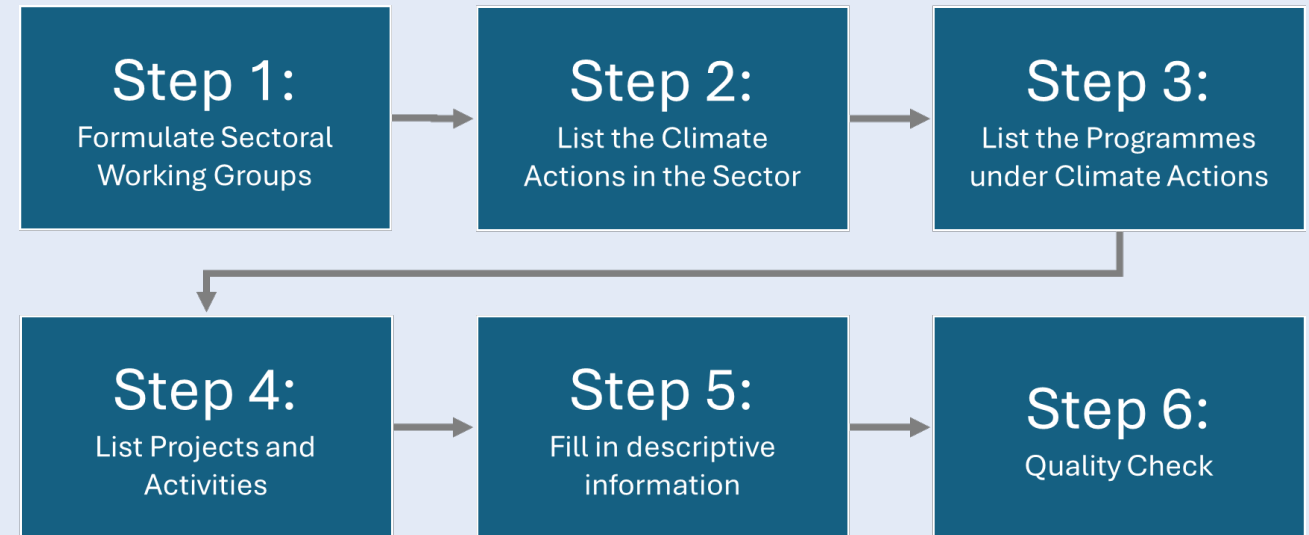 Step 1:
Formulate Sectoral
Working Groups
Step 2:
List the Climate
Actions in the Sector
Step 3:
List the Programmes
under Climate Actions
Step 4:
List Projects and
Activities
Step 5:
Fill in descriptive
information
Step 6:
Quality Check